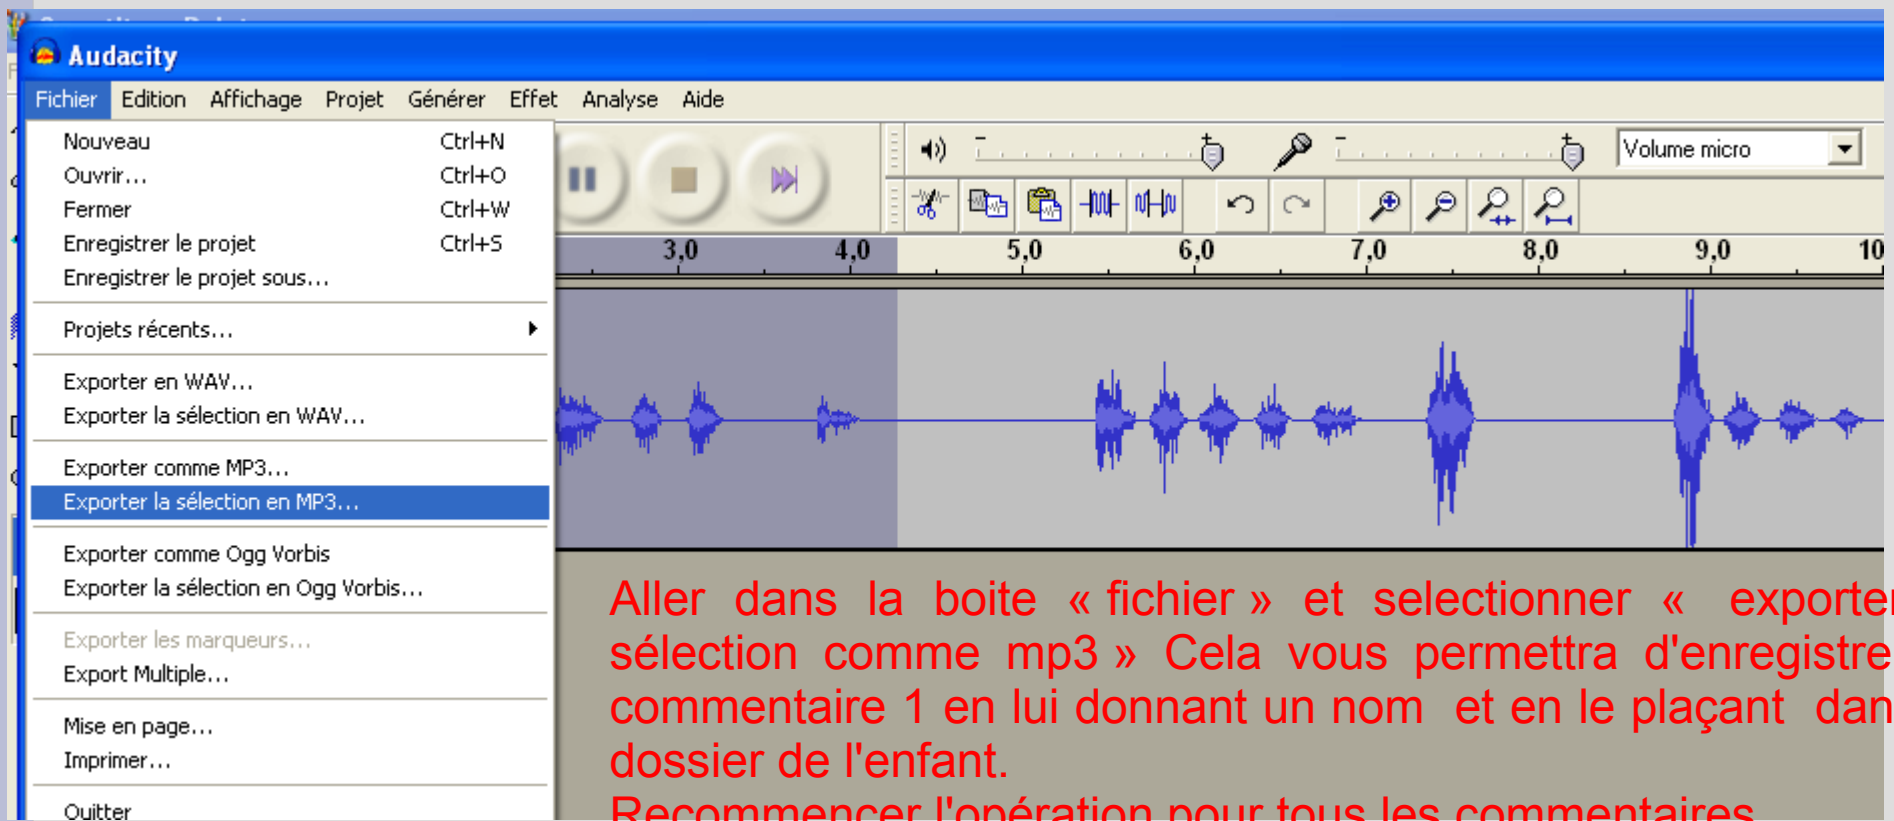 Audacity
Fichier Edition Affichage Projet Générer Effet Analyse Aide
Nouveau Ctrl+N
Ouvrir... Ctrl+O
Fermer Ctrl+W
Enregistrer le projet Ctrl+S
Enregistrer le projet sous...
Projets récents...
Exporter en WAV...
Exporter la sélection en WAV...
Exporter comme MP3...
Exporter la sélection en MP3...
Exporter comme Ogg Vorbis
Exporter la sélection en Ogg Vorbis...
Exporter les marqueurs...
Export Multiple...
Mise en page...
Imprimer...
Quitter
Volume micro
3,0 4,0 5,0 6,0 7,0 8,0 9,0 10
Aller dans la boite « fichier » et selectionner « exporter
sélection comme mp3 » Cela vous permettra d'enregistre
commentaire 1 en lui donnant un nom et en le plaçant dan
dossier de l'enfant.
Recommencer l'opération pour tous les commentaires